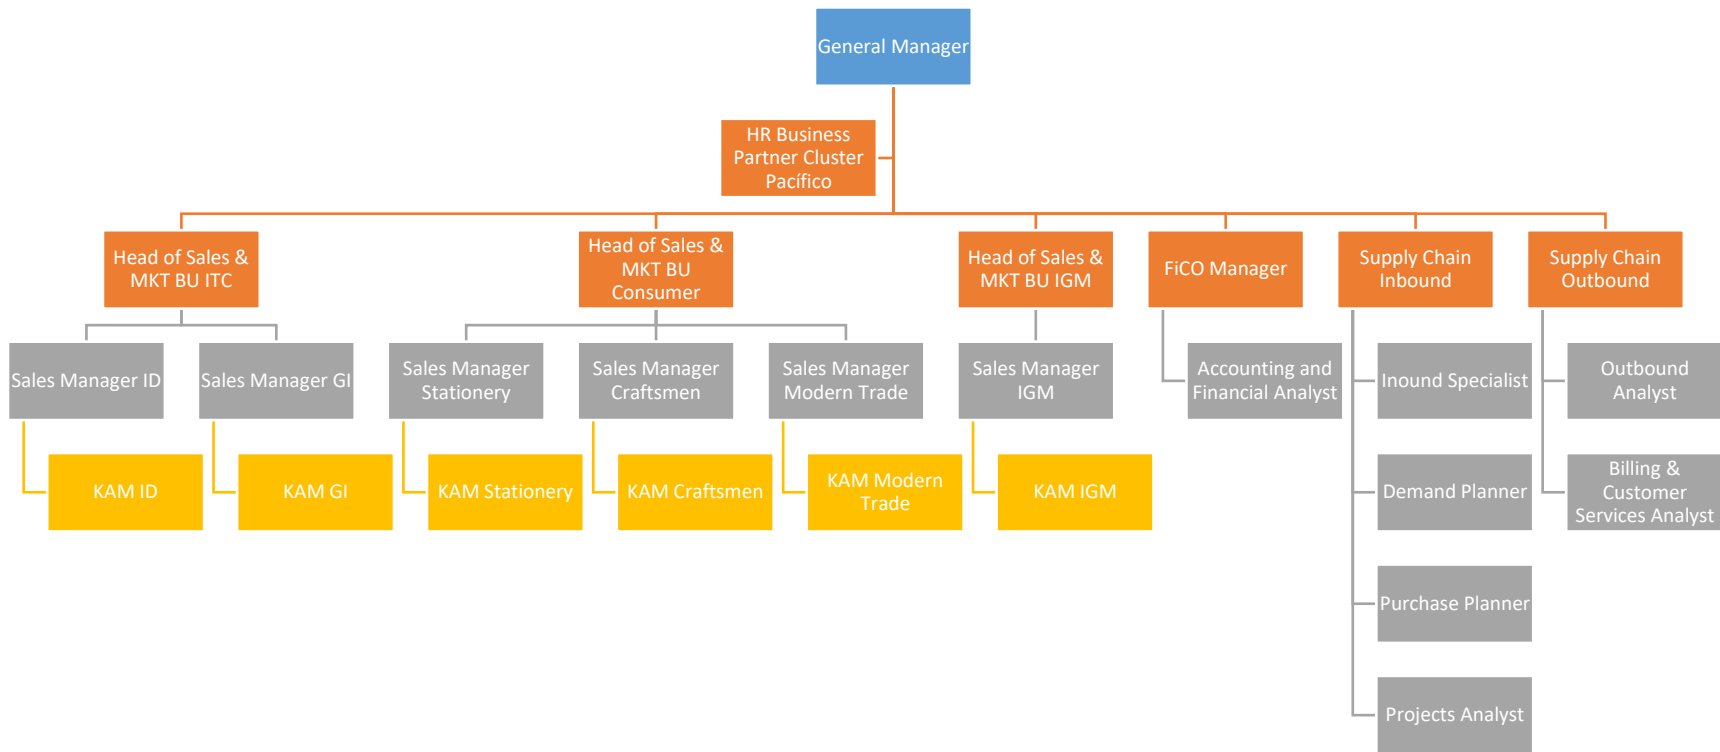 General Manager
HR Business
Partner Cluster
Pacífico
Head of Sales &
MKT BU ITC
Head of Sales &
MKT BU
Consumer
Head of Sales &
MKT BU IGM
FiCO Manager
Supply Chain
Inbound
Supply Chain
Outbound
Sales Manager ID
Sales Manager GI
Sales Manager
Stationery
Sales Manager
Craftsmen
Sales Manager
Modern Trade
Sales Manager
IGM
Accounting and
Financial Analyst
Inound Specialist
Outbound
Analyst
KAM ID
KAM GI
KAM Stationery
KAM Craftsmen
KAM Modern
Trade
KAM IGM
Demand Planner
Billing &
Customer
Services Analyst
Purchase Planner
Projects Analyst